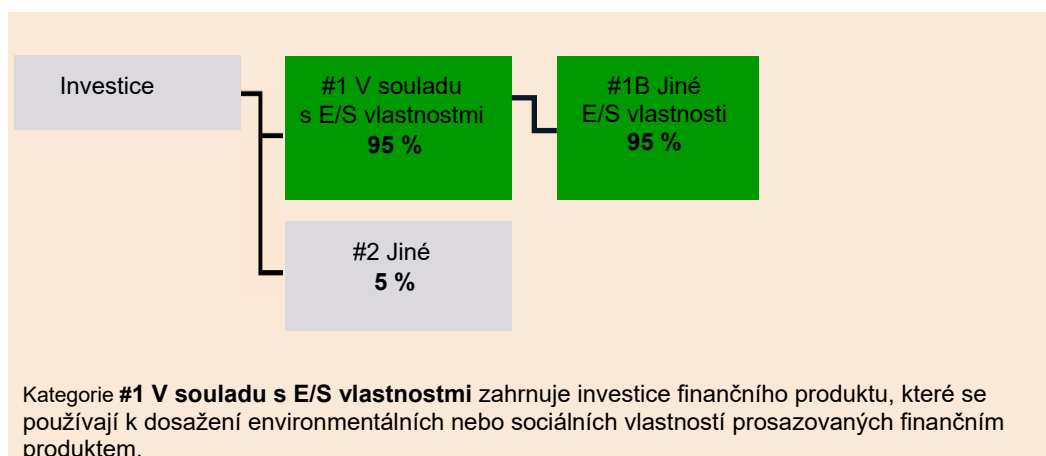 Investice
#1 V souladu
s E/S vlastnostmi
95 %
#1B Jiné
E/S vlastnosti
95 %
#2 Jiné
5 %
Kategorie #1 V souladu s E/S vlastnostmi zahrnuje investice finančního produktu, které se
používají k dosažení environmentálních nebo sociálních vlastností prosazovaných finančním
produktem.